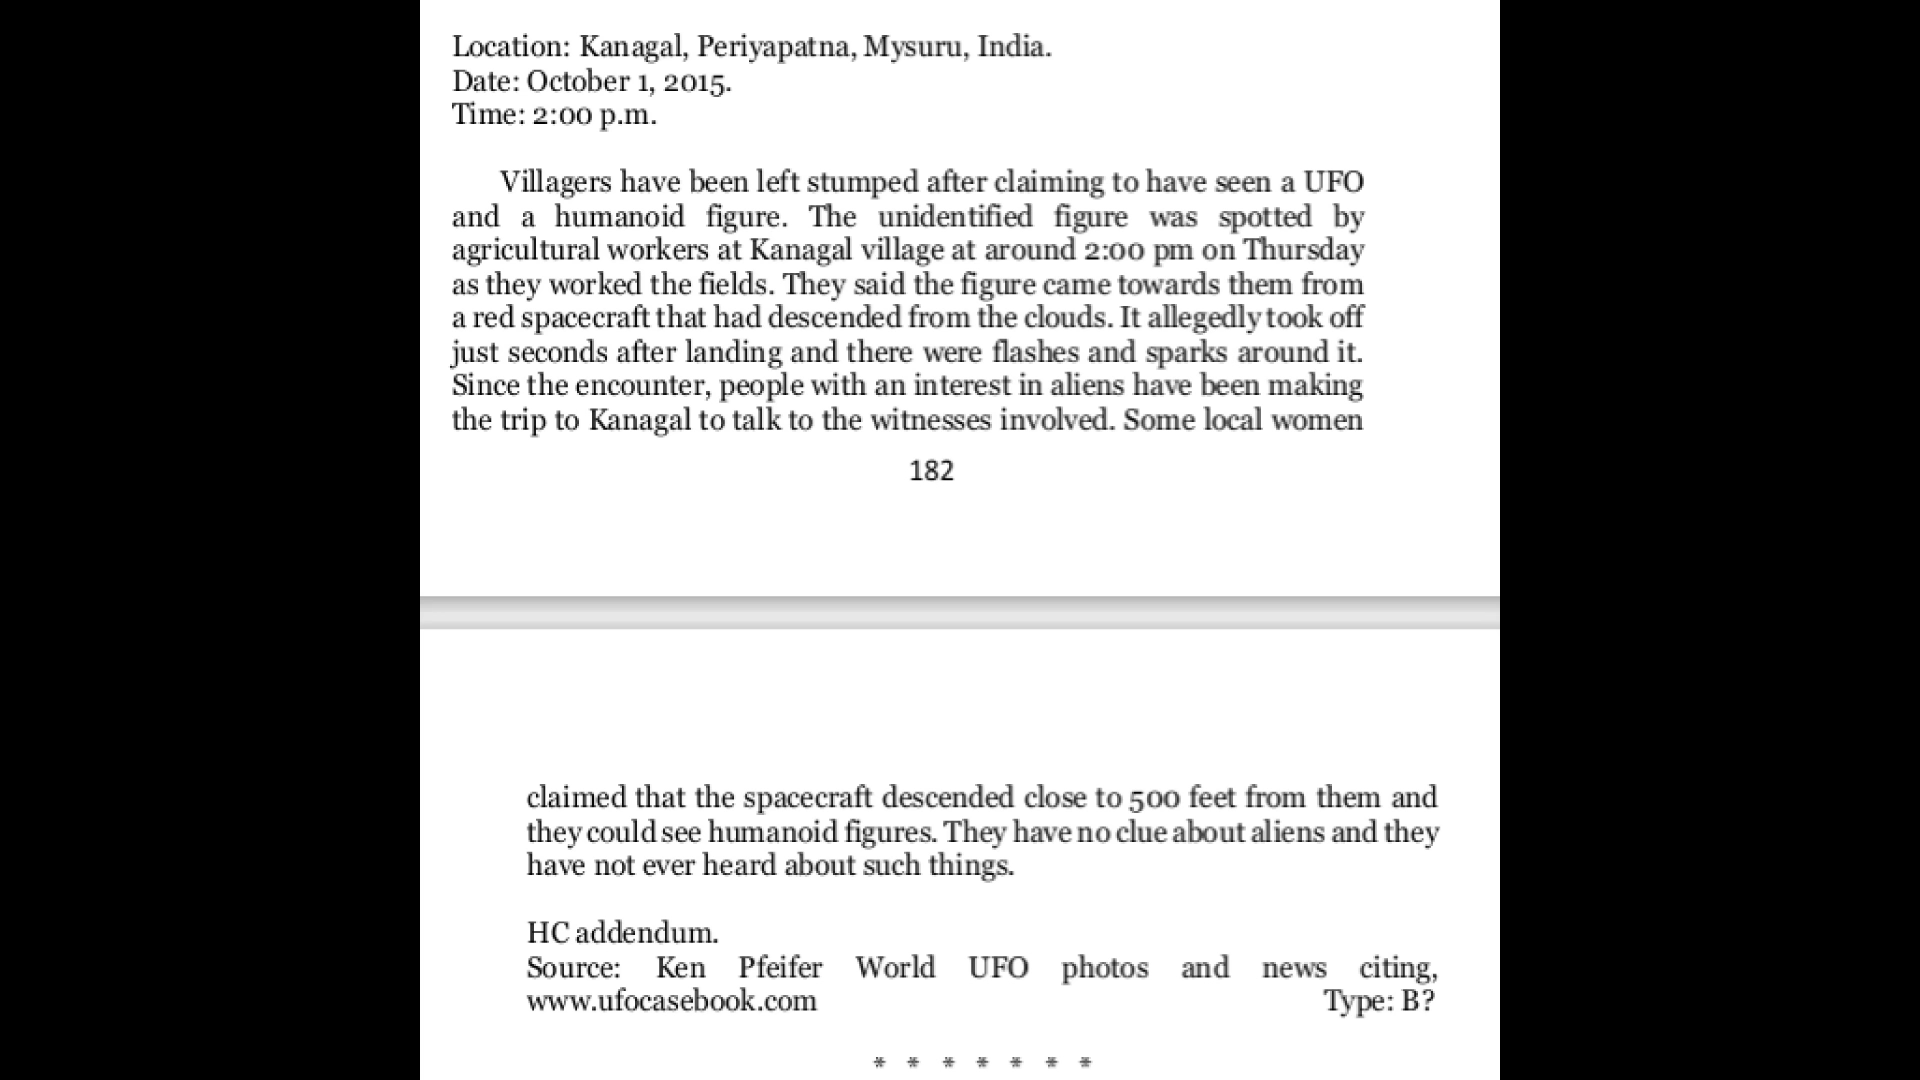 Location: Kanagal, Periyapatna, Mysuru, India.
Date: October 1, 2015.
Time: 2:00 p.m.
Villagers have been left stumped after claiming to have seen a UFO
and a humanoid figure. The unidentified figure was spotted by
agricultural workers at Kanagal village at around 2:00 pm on Thursday
as they worked the fields. They said the figure came towards them from
a red spacecraft that had descended from the clouds. It allegedly took off
just seconds after landing and there were flashes and sparks around it.
Since the encounter, people with an interest in aliens have been making
the trip to Kanagal to talk to the witnesses involved. Some local women
182
claimed that the spacecraft descended close to 500 feet from them and
they could see humanoid figures. They have no clue about aliens and they
have not ever heard about such things.
HC addendum.
Source: Ken Pfeifer World UFO photos and news citing,
www.ufocasebook.com Type: B?
* * * * * * *